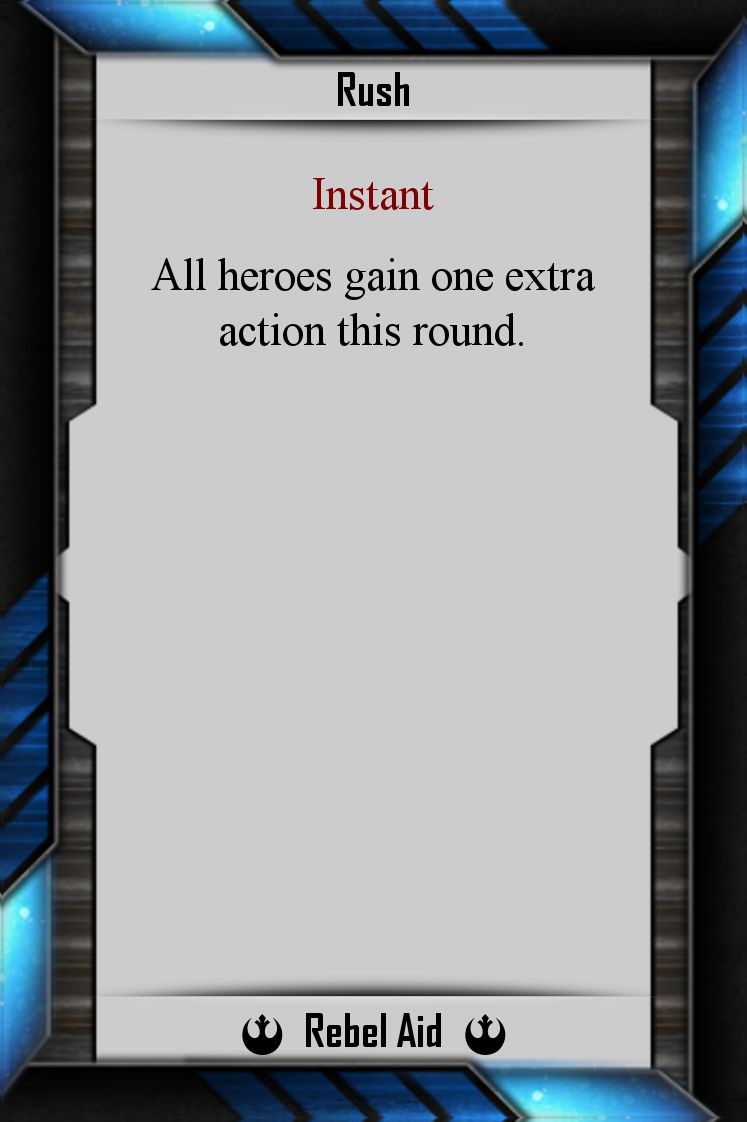 Rush
Instant
All heroes gain one extra
action this round.
Rebel Aid